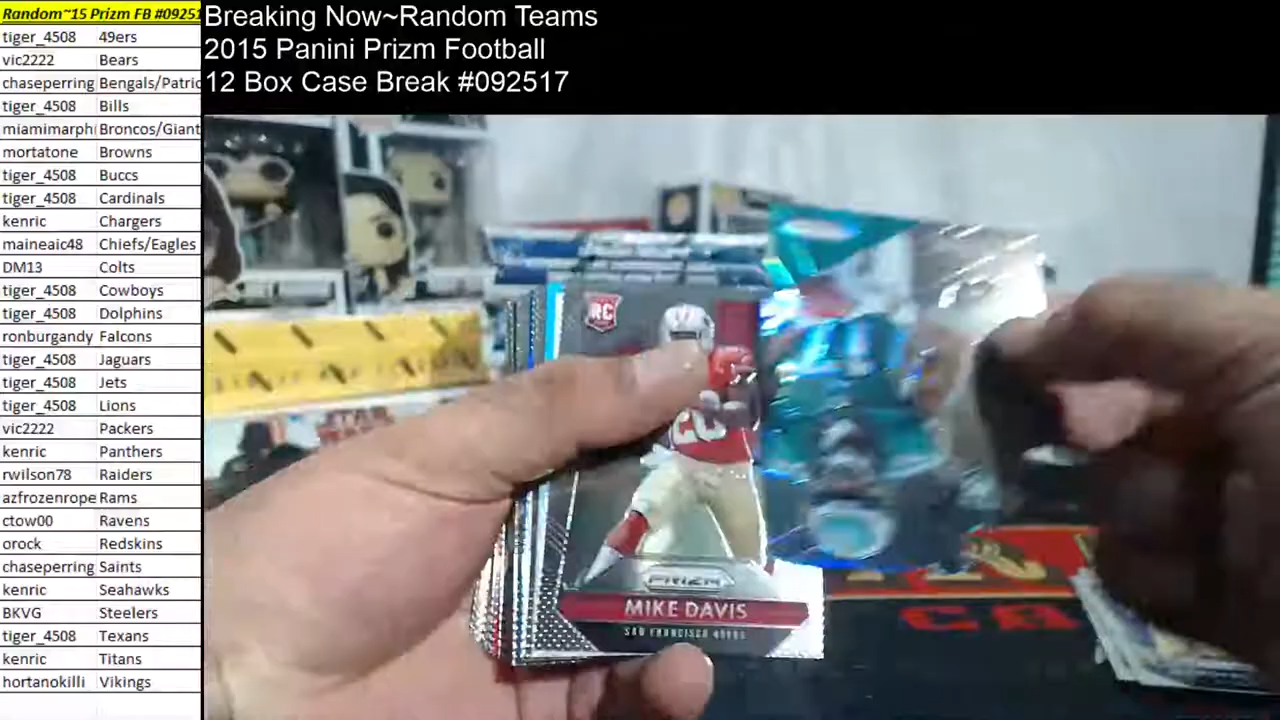 Random~15 Prizm FB #09251
tiger_4508 49ers
vic2222 Bears
chaseperring Bengals/Patric
tiger_4508 Bills
miamimarphi Broncos/Giant
mortatone Browns
tiger_4508 Buccs
tiger_4508 Cardinals
kenric Chargers
maineaic48 Chiefs/Eagles
DM13 Colts
tiger_4508 Cowboys
tiger_4508 Dolphins
ronburgandy Falcons
tiger_4508 Jaguars
tiger_4508 Jets
tiger_4508 Lions
vic2222 Packers
kenric Panthers
rwilson78 Raiders
azfrozenrope Rams
ctow00 Ravens
orock Redskins
chaseperring Saints
kenric Seahawks
BKVG Steelers
tiger_4508 Texans
kenric Titans
hortanokilli Vikings
Breaking Now~Random Teams
2015 Panini Prizm Football
12 Box Case Break #092517
RC
20
PRIZM
MIKE DAVIS
SAN FRANCISCO 49ERS